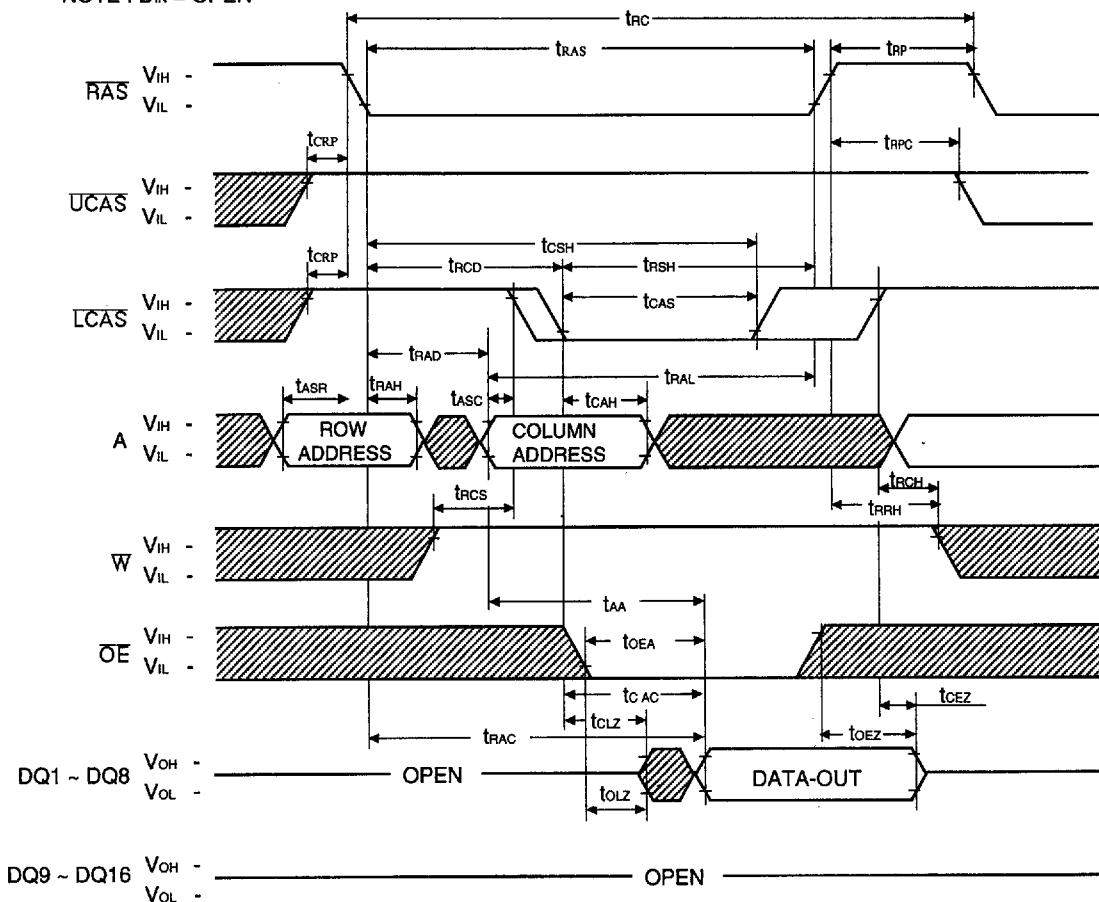 NOTE : DIN = OPEN
tRC
tRAS
tRP
RAS
VIH -
VIL -
tCRP
tRPC
UCAS
VIH -
VIL -
tCSH
tCRP
tRCD
tRSH
LCAS
VIH -
VIL -
tCAS
tRAD
tRAL
tASR
tRAH
tASC
tCAH
A
VIH -
VIL -
ROW
ADDRESS
COLUMN
ADDRESS
tRCS
tRCH
tRRH
W
VIH -
VIL -
tAA
OE
VIH -
VIL -
tOEA
tCAC
tCEZ
tCLZ
tOEZ
tRAC
DQ1 ~ DQ8
VOH -
VOL -
OPEN
DATA-OUT
tOLZ
DQ9 ~ DQ16
VOH -
VOL -
OPEN